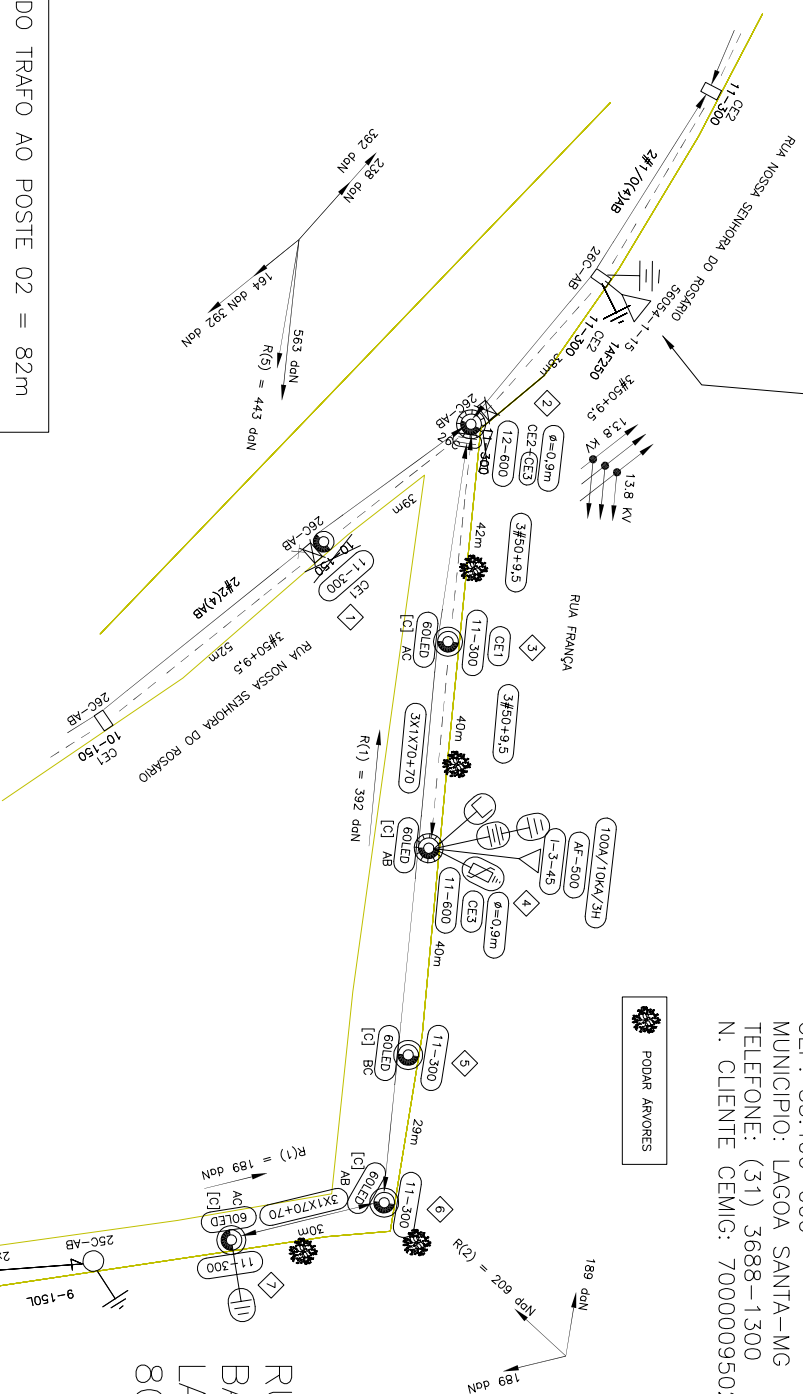 DO TRAFO AO POSTE 02 = 82m
MUNICIPIO: LAGOA SANTA-MG
TELEFONE: (31) 3688-1300
N. CLIENTE CEMIG: 700000950
PODAR ÁRVORES
RUA NOSSA SENHORA DO ROSÁRIO
CE2
11-300
2#1/0(4)AB
26C-AB
56054-1-15
1AF250
CE2
11-300
38m
3#50+9,5
13.8 KV
13.8 KV
392 daN
238 daN
164 daN
392 daN
563 daN
R(5) = 443 daN
2
26C-AB
Ø=0,9m
CE2+CE3
12-600
300
39m
42m
3#50+9,5
26C-AB
10-150
11-300
CE1
1
2#2(4)AB
52m
3#50+9,5
RUA NOSSA SENHORA DO ROSÁRIO
26C-AB
CE1
10-150
RUA FRANÇA
3
CE1
11-300
60LED
[C] AC
3#50+9,5
40m
3X1X70+70
R(1) = 392 daN
100A/10KA/3H
AF-500
I-3-45
4
Ø=0,9m
CE3
11-600
60LED
[C] AB
40m
5
11-300
60LED
[C] BC
29m
6
11-300
60LED
[C] AB
3X1X70+70
30m
R(1) = 189 daN
AC
[C]
60LED
11-300
7
25C-AB
9-150L
R(2) = 209 daN
189 daN
189 daN